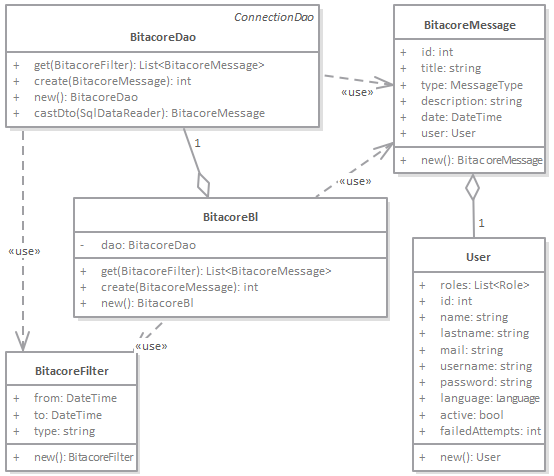 ConnectionDao
BitacoreDao
+ get(BitacoreFilter): List<BitacoreMessage>
+ create(BitacoreMessage): int
+ new(): BitacoreDao
+ castDto(SqlDataReader): BitacoreMessage
BitacoreMessage
+ id: int
+ title: string
+ type: MessageType
+ description: string
+ date: DateTime
+ user: User
+ new(): BitacoreMessage
«use»
1
«use»
BitacoreBl
- dao: BitacoreDao
+ get(BitacoreFilter): List<BitacoreMessage>
+ create(BitacoreMessage): int
+ new(): BitacoreBl
1
«use»
User
+ roles: List<Role>
+ id: int
+ name: string
+ lastname: string
+ mail: string
+ username: string
+ password: string
+ language: Language
+ active: bool
+ failedAttempts: int
+ new(): User
«use»
BitacoreFilter
+ from: DateTime
+ to: DateTime
+ type: string
+ new(): BitacoreFilter